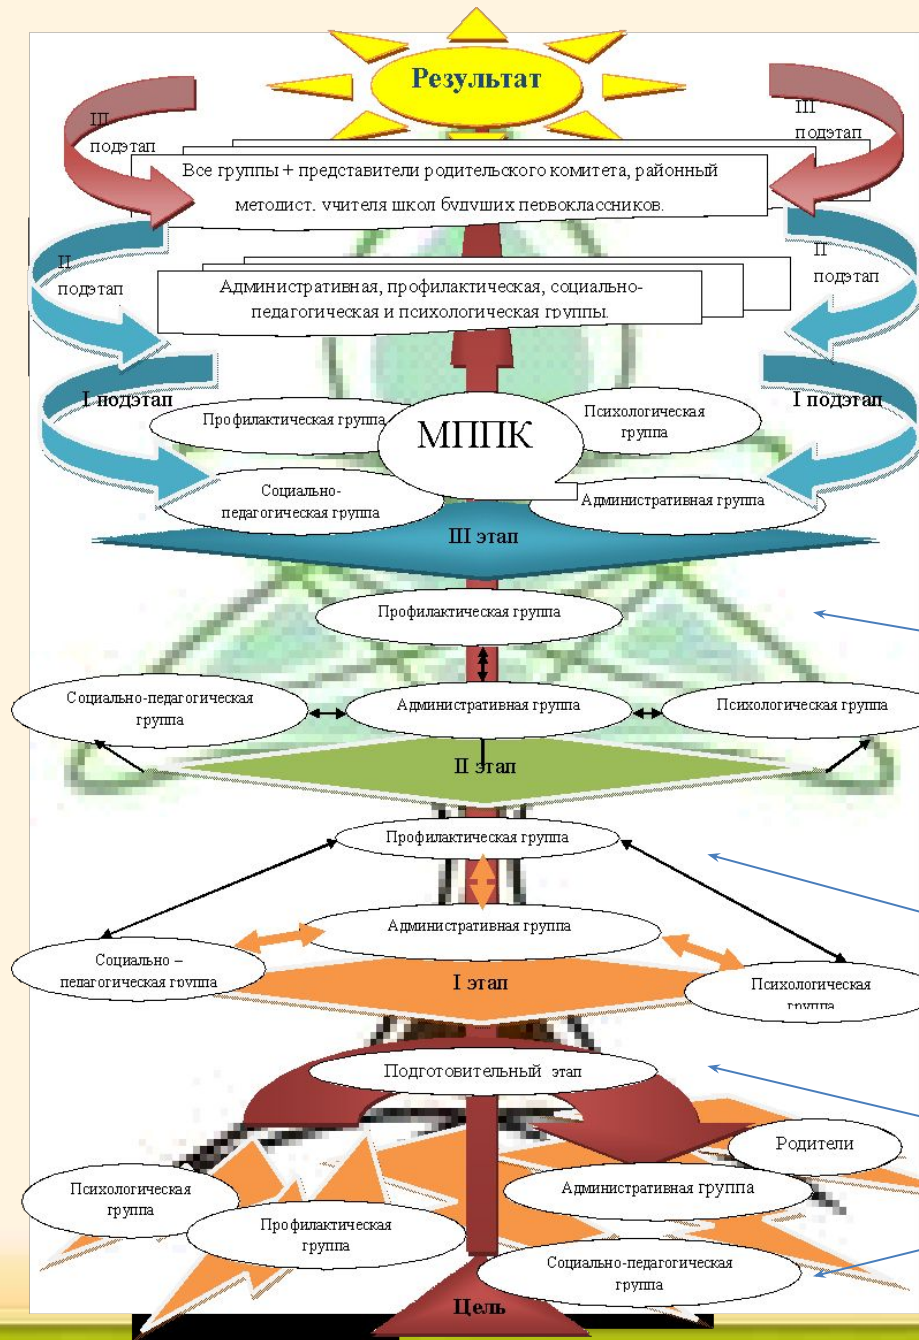 Результат
III
подэтап
III
подэтап
Все группы + представители родительского комитета, районный
методист, учителя школ будущих первоклассников.
II
подэтап
II
подэтап
Административная, профилактическая, социально-
педагогическая и психологическая группы.
I подэтап
I подэтап
Профилактическая группа
МППК
Психологическая
группа
Социально-
педагогическая группа
Административная группа
III этап
Профилактическая группа
Социально-педагогическая
группа
Административная группа
Психологическая группа
II этап
Профилактическая группа
Административная группа
Социально –
педагогическая группа
I этап
Психологическая
группа
Подготовительный этап
Родители
Психологическая
группа
Административная группа
Профилактическая
группа
Социально-педагогическая
группа
Цель